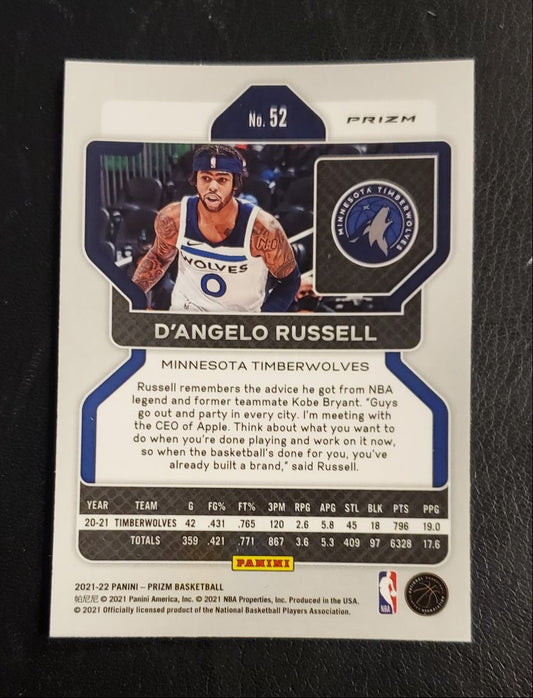 No. 52
PRIZM
MINNESOTA TIMBERWOLVES
WOLVES
0
D'ANGELO RUSSELL
MINNESOTA TIMBERWOLVES
Russell remembers the advice he got from NBA
legend and former teammate Kobe Bryant. "Guys
go out and party in every city. I'm meeting with
the CEO of Apple. Think about what you want to
do when you're done playing and work on it now,
so when the basketball's done for you, you've
already built a brand," said Russell.
YEAR TEAM G FG% FT% 3PM RPG APG STL BLK PTS PPG
20-21 TIMBERWOLVES 42 .431 .765 120 2.6 5.8 45 18 796 19.0
TOTALS 359 .421 .771 867 3.6 5.3 409 97 6328 17.6
PANINI
2021-22 PANINI – PRIZM BASKETBALL
帕尼尼 © 2021 Panini America, Inc. © 2021 NBA Properties, Inc. Produced in the USA.
© 2021 Officially licensed product of the National Basketball Players Association.
NBA